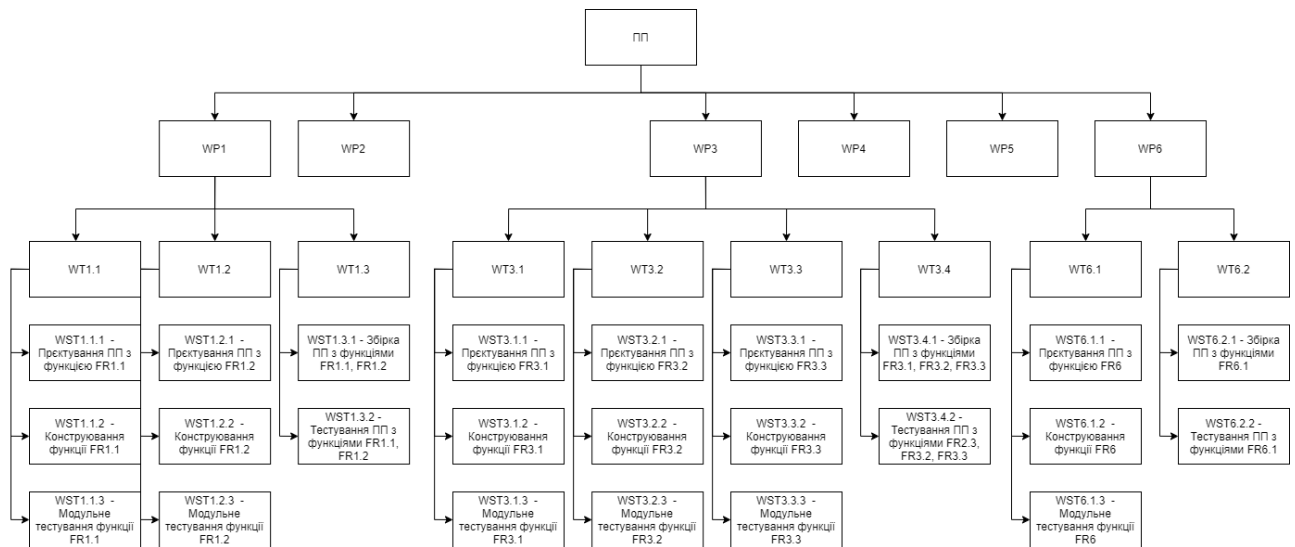 ПП
WP1
WP2
WP3
WP4
WP5
WP6
WT1.1
WT1.2
WT1.3
WT3.1
WT3.2
WT3.3
WT3.4
WT6.1
WT6.2
WST1.1.1 -
Прєктування ПП з
функцією FR1.1
WST1.2.1 -
Прєктування ПП з
функцією FR1.2
WST1.3.1 - Збірка
ПП з функціями
FR1.1, FR1.2
WST3.1.1 -
Прєктування ПП з
функцією FR3.1
WST3.2.1 -
Прєктування ПП з
функцією FR3.2
WST3.3.1 -
Прєктування ПП з
функцією FR3.3
WST3.4.1 - Збірка
ПП з функціями
FR3.1, FR3.2, FR3.3
WST6.1.1 -
Прєктування ПП з
функцією FR6
WST6.2.1 - Збірка
ПП з функціями
FR6.1
WST1.1.2 -
Конструювання
функції FR1.1
WST1.2.2 -
Конструювання
функції FR1.2
WST1.3.2 -
Тестування ПП з
функціями FR1.1,
FR1.2
WST3.1.2 -
Конструювання
функції FR3.1
WST3.2.2 -
Конструювання
функції FR3.2
WST3.3.2 -
Конструювання
функції FR3.3
WST3.4.2 -
Тестування ПП з
функціями FR2.3,
FR3.2, FR3.3
WST6.1.2 -
Конструювання
функції FR6
WST6.2.2 -
Тестування ПП з
функціями FR6.1
WST1.1.3 -
Модульне
тестування функції
FR1.1
WST1.2.3 -
Модульне
тестування функції
FR1.2
WST3.1.3 -
Модульне
тестування функції
FR3.1
WST3.2.3 -
Модульне
тестування функції
FR3.2
WST3.3.3 -
Модульне
тестування функції
FR3.3
WST6.1.3 -
Модульне
тестування функції
FR6